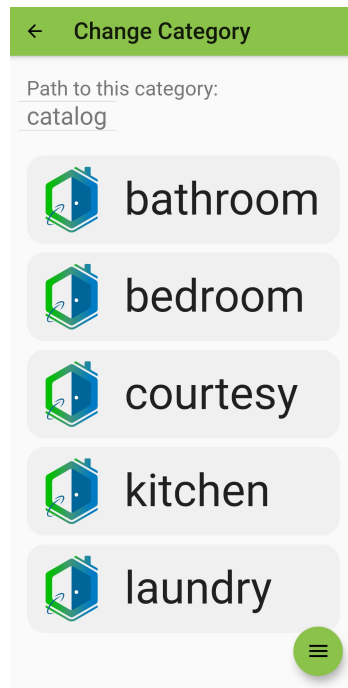 Change Category
Path to this category:
catalog
bathroom
bedroom
courtesy
kitchen
laundry